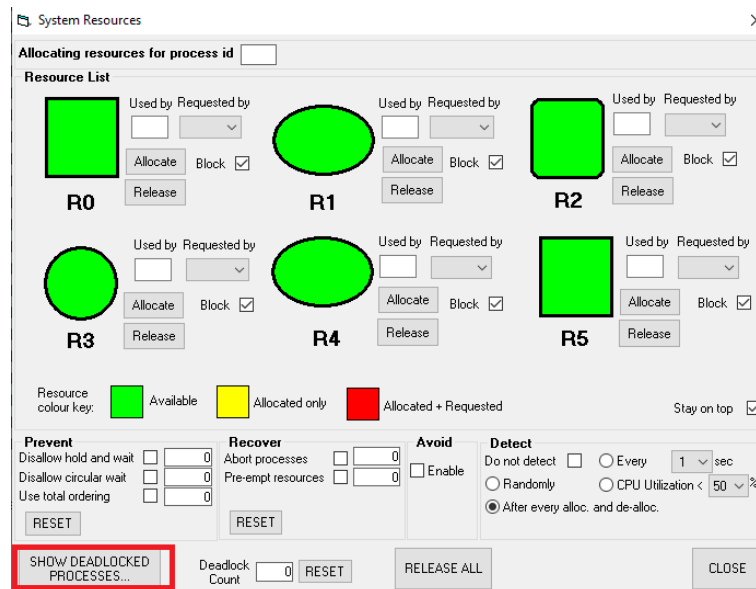 System Resources
Allocating resources for process id
Resource List
Used by Requested by
Allocate Block
Release
R0
Used by Requested by
Allocate Block
Release
R1
Used by Requested by
Allocate Block
Release
R2
Used by Requested by
Allocate Block
Release
R3
Used by Requested by
Allocate Block
Release
R4
Used by Requested by
Allocate Block
Release
R5
Resource
colour key:
Available
Allocated only
Allocated + Requested
Stay on top
Prevent
Disallow hold and wait 0
Disallow circular wait 0
Use total ordering 0
RESET
Recover
Abort processes 0
Pre-empt resources 0
RESET
Avoid
Enable
Detect
Do not detect Every 1 sec
Randomly CPU Utilization < 50 %
After every alloc. and de-alloc.
SHOW DEADLOCKED
PROCESSES...
Deadlock
Count 0 RESET
RELEASE ALL
CLOSE